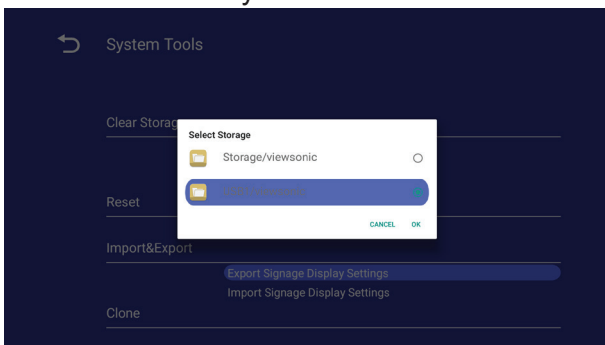 System Tools
Clear Storag
Select Storage
Storage/viewsonic
Reset
CANCEL OK
Import&Export
Export Signage Display Settings
Import Signage Display Settings
Clone